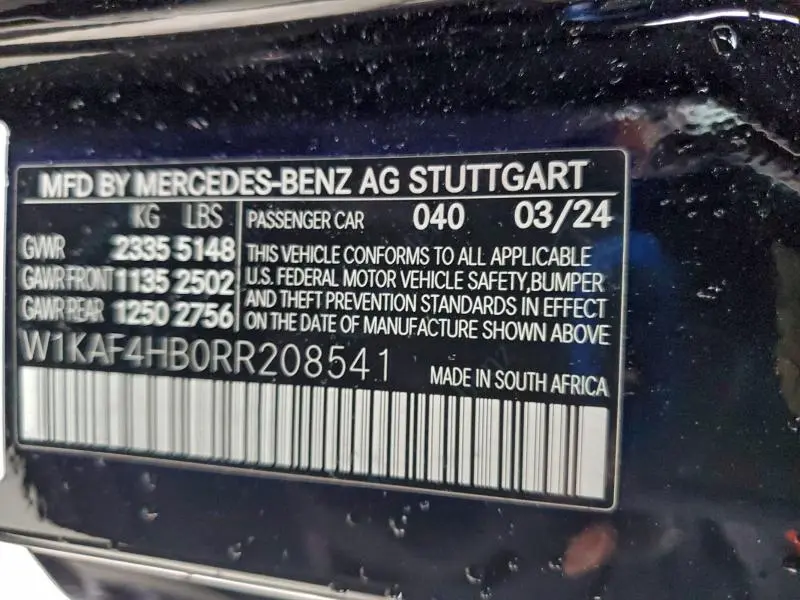 MFD BY MERCEDES-BENZ AG STUTTGART
KG LBS PASSENGER CAR 040 03/24
GVWR 2335 5148 THIS VEHICLE CONFORMS TO ALL APPLICABLE
GAWR FRONT 1135 2502 U.S. FEDERAL MOTOR VEHICLE SAFETY,BUMPER
GAWR REAR 1250 2756 AND THEFT PREVENTION STANDARDS IN EFFECT
ON THE DATE OF MANUFACTURE SHOWN ABOVE
W1KAF4HB0RR208541
MADE IN SOUTH AFRICA